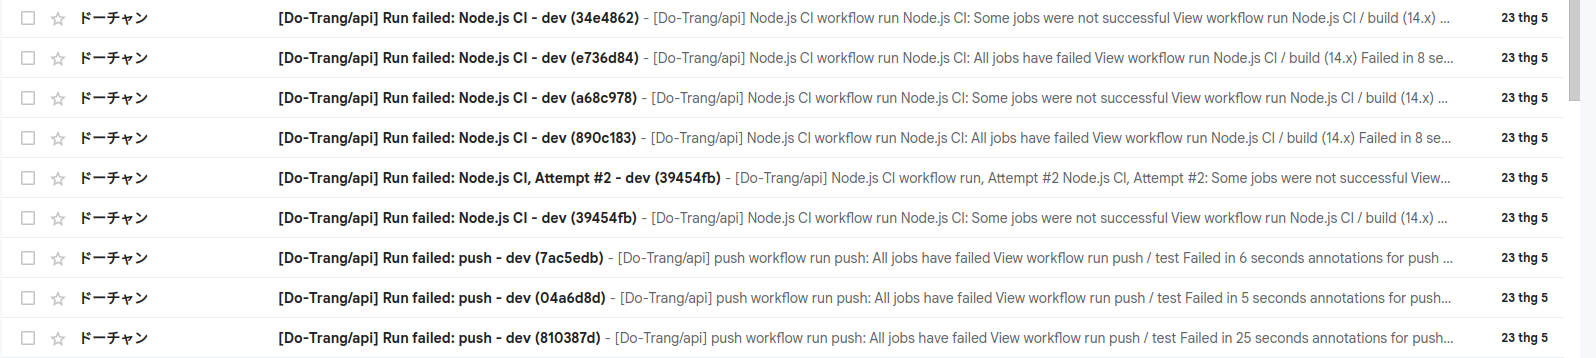 ドーチャン [Do-Trang/api] Run failed: Node.js CI - dev (34e4862) - [Do-Trang/api] Node.js CI workflow run Node.js CI: Some jobs were not successful View workflow run Node.js CI / build (14.x) ... 23 thg 5
ドーチャン [Do-Trang/api] Run failed: Node.js CI - dev (e736d84) - [Do-Trang/api] Node.js CI workflow run Node.js CI: All jobs have failed View workflow run Node.js CI / build (14.x) Failed in 8 se... 23 thg 5
ドーチャン [Do-Trang/api] Run failed: Node.js CI - dev (a68c978) - [Do-Trang/api] Node.js CI workflow run Node.js CI: Some jobs were not successful View workflow run Node.js CI / build (14.x) ... 23 thg 5
ドーチャン [Do-Trang/api] Run failed: Node.js CI - dev (890c183) - [Do-Trang/api] Node.js CI workflow run Node.js CI: All jobs have failed View workflow run Node.js CI / build (14.x) Failed in 8 se... 23 thg 5
ドーチャン [Do-Trang/api] Run failed: Node.js CI, Attempt #2 - dev (39454fb) - [Do-Trang/api] Node.js CI workflow run, Attempt #2 Node.js CI, Attempt #2: Some jobs were not successful View... 23 thg 5
ドーチャン [Do-Trang/api] Run failed: Node.js CI - dev (39454fb) - [Do-Trang/api] Node.js CI workflow run Node.js CI: Some jobs were not successful View workflow run Node.js CI / build (14.x) ... 23 thg 5
ドーチャン [Do-Trang/api] Run failed: push - dev (7ac5edb) - [Do-Trang/api] push workflow run push: All jobs have failed View workflow run push / test Failed in 6 seconds annotations for push ... 23 thg 5
ドーチャン [Do-Trang/api] Run failed: push - dev (04a6d8d) - [Do-Trang/api] push workflow run push: All jobs have failed View workflow run push / test Failed in 5 seconds annotations for push... 23 thg 5
ドーチャン [Do-Trang/api] Run failed: push - dev (810387d) - [Do-Trang/api] push workflow run push: All jobs have failed View workflow run push / test Failed in 25 seconds annotations for push... 23 thg 5